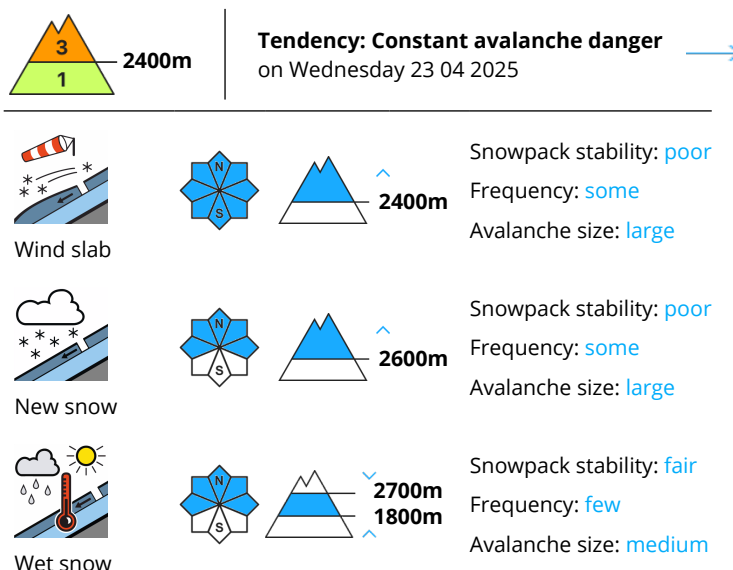 3
1
2400m
Tendency: Constant avalanche danger
on Wednesday 23 04 2025
N
S
2400m
Snowpack stability: poor
Frequency: some
Avalanche size: large
Wind slab
N
S
2600m
Snowpack stability: poor
Frequency: some
Avalanche size: large
New snow
N
S
2700m
1800m
Snowpack stability: fair
Frequency: few
Avalanche size: medium
Wet snow